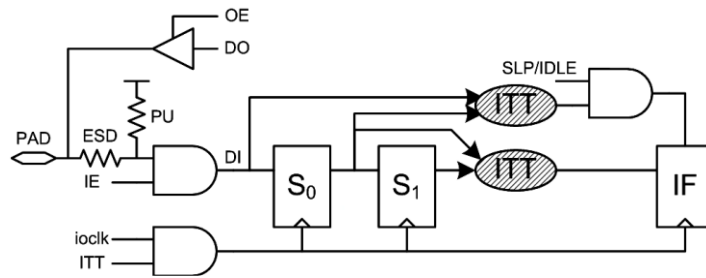 OE
DO
SLP/IDLE
ITT
PU
PAD
ESD
DI
ITT
IE
S0
S1
IF
ioclk
ITT